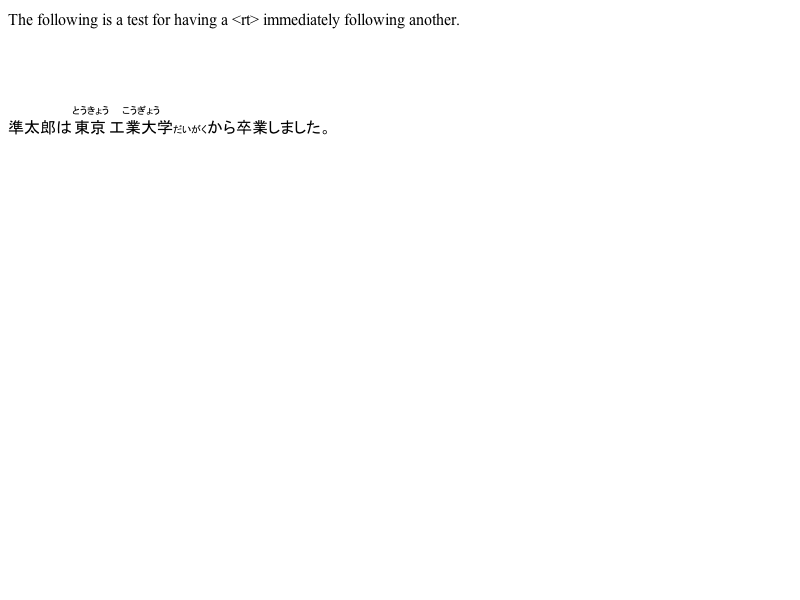 The following is a test for having a <rt> immediately following another.
とうきょう こうぎょう
準太郎は東京工業大学だいがくから卒業しました。